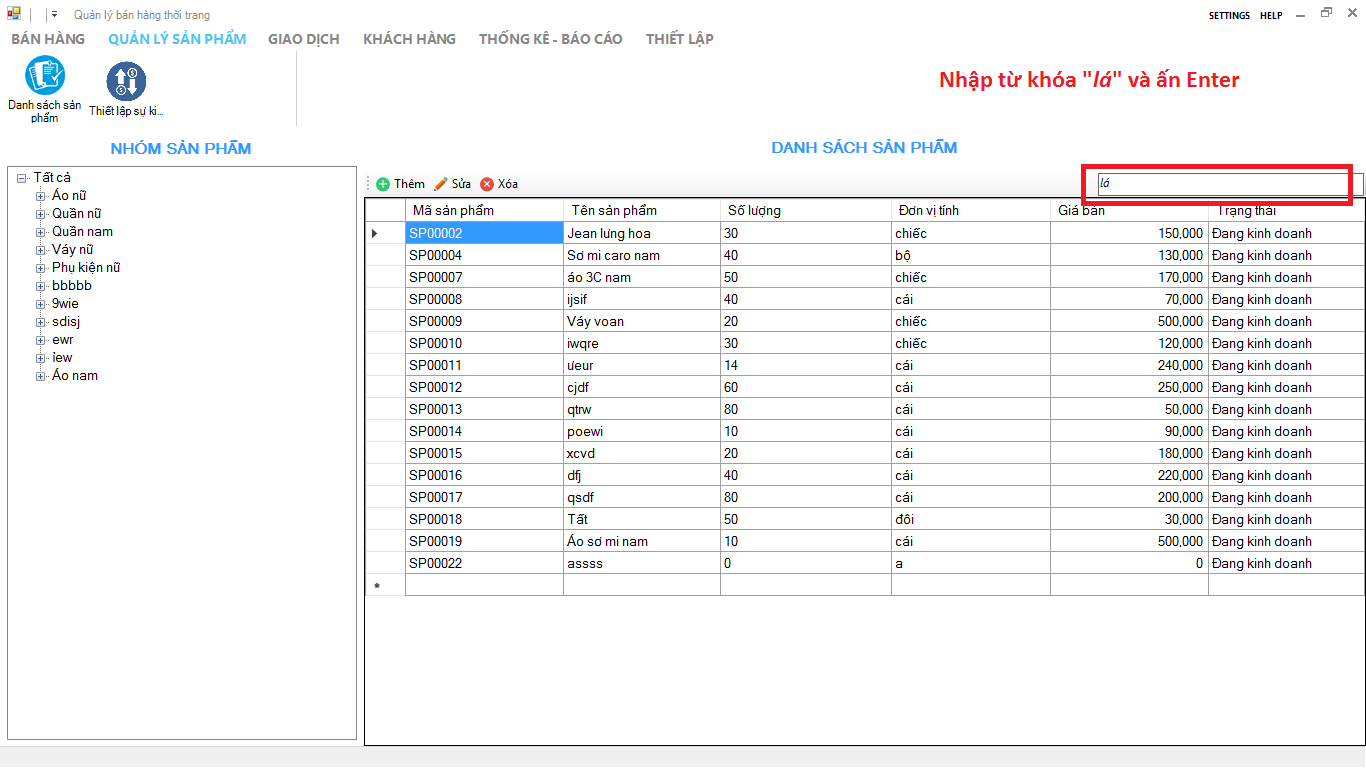 Quản lý bán hàng thời trang
SETTINGS HELP
BÁN HÀNG QUẢN LÝ SẢN PHẨM GIAO DỊCH KHÁCH HÀNG THỐNG KÊ - BÁO CÁO THIẾT LẬP
Danh sách sản phẩm
Thiết lập sự ki...
Nhập từ khóa "lá" và ấn Enter
NHÓM SẢN PHẨM
Tất cả
Áo nữ
Quần nữ
Quần nam
Váy nữ
Phụ kiện nữ
bbbbb
9wie
sdisj
ewr
iew
Áo nam
DANH SÁCH SẢN PHẨM
Thêm Sửa Xóa
lá
Mã sản phẩm Tên sản phẩm Số lượng Đơn vị tính Giá bán Trạng thái
SP00002 Jean lưng hoa 30 chiếc 150,000 Đang kinh doanh
SP00004 Sơ mi caro nam 40 bộ 130,000 Đang kinh doanh
SP00007 áo 3C nam 50 chiếc 170,000 Đang kinh doanh
SP00008 ijsif 40 cái 70,000 Đang kinh doanh
SP00009 Váy voan 20 chiếc 500,000 Đang kinh doanh
SP00010 iwqre 30 chiếc 120,000 Đang kinh doanh
SP00011 ưeur 14 cái 240,000 Đang kinh doanh
SP00012 cjdf 60 cái 250,000 Đang kinh doanh
SP00013 qtrw 80 cái 50,000 Đang kinh doanh
SP00014 poewi 10 cái 90,000 Đang kinh doanh
SP00015 xcvd 20 cái 180,000 Đang kinh doanh
SP00016 dfj 40 cái 220,000 Đang kinh doanh
SP00017 qsdf 80 cái 200,000 Đang kinh doanh
SP00018 Tất 50 đôi 30,000 Đang kinh doanh
SP00019 Áo sơ mi nam 10 cái 500,000 Đang kinh doanh
SP00022 assss 0 a 0 Đang kinh doanh